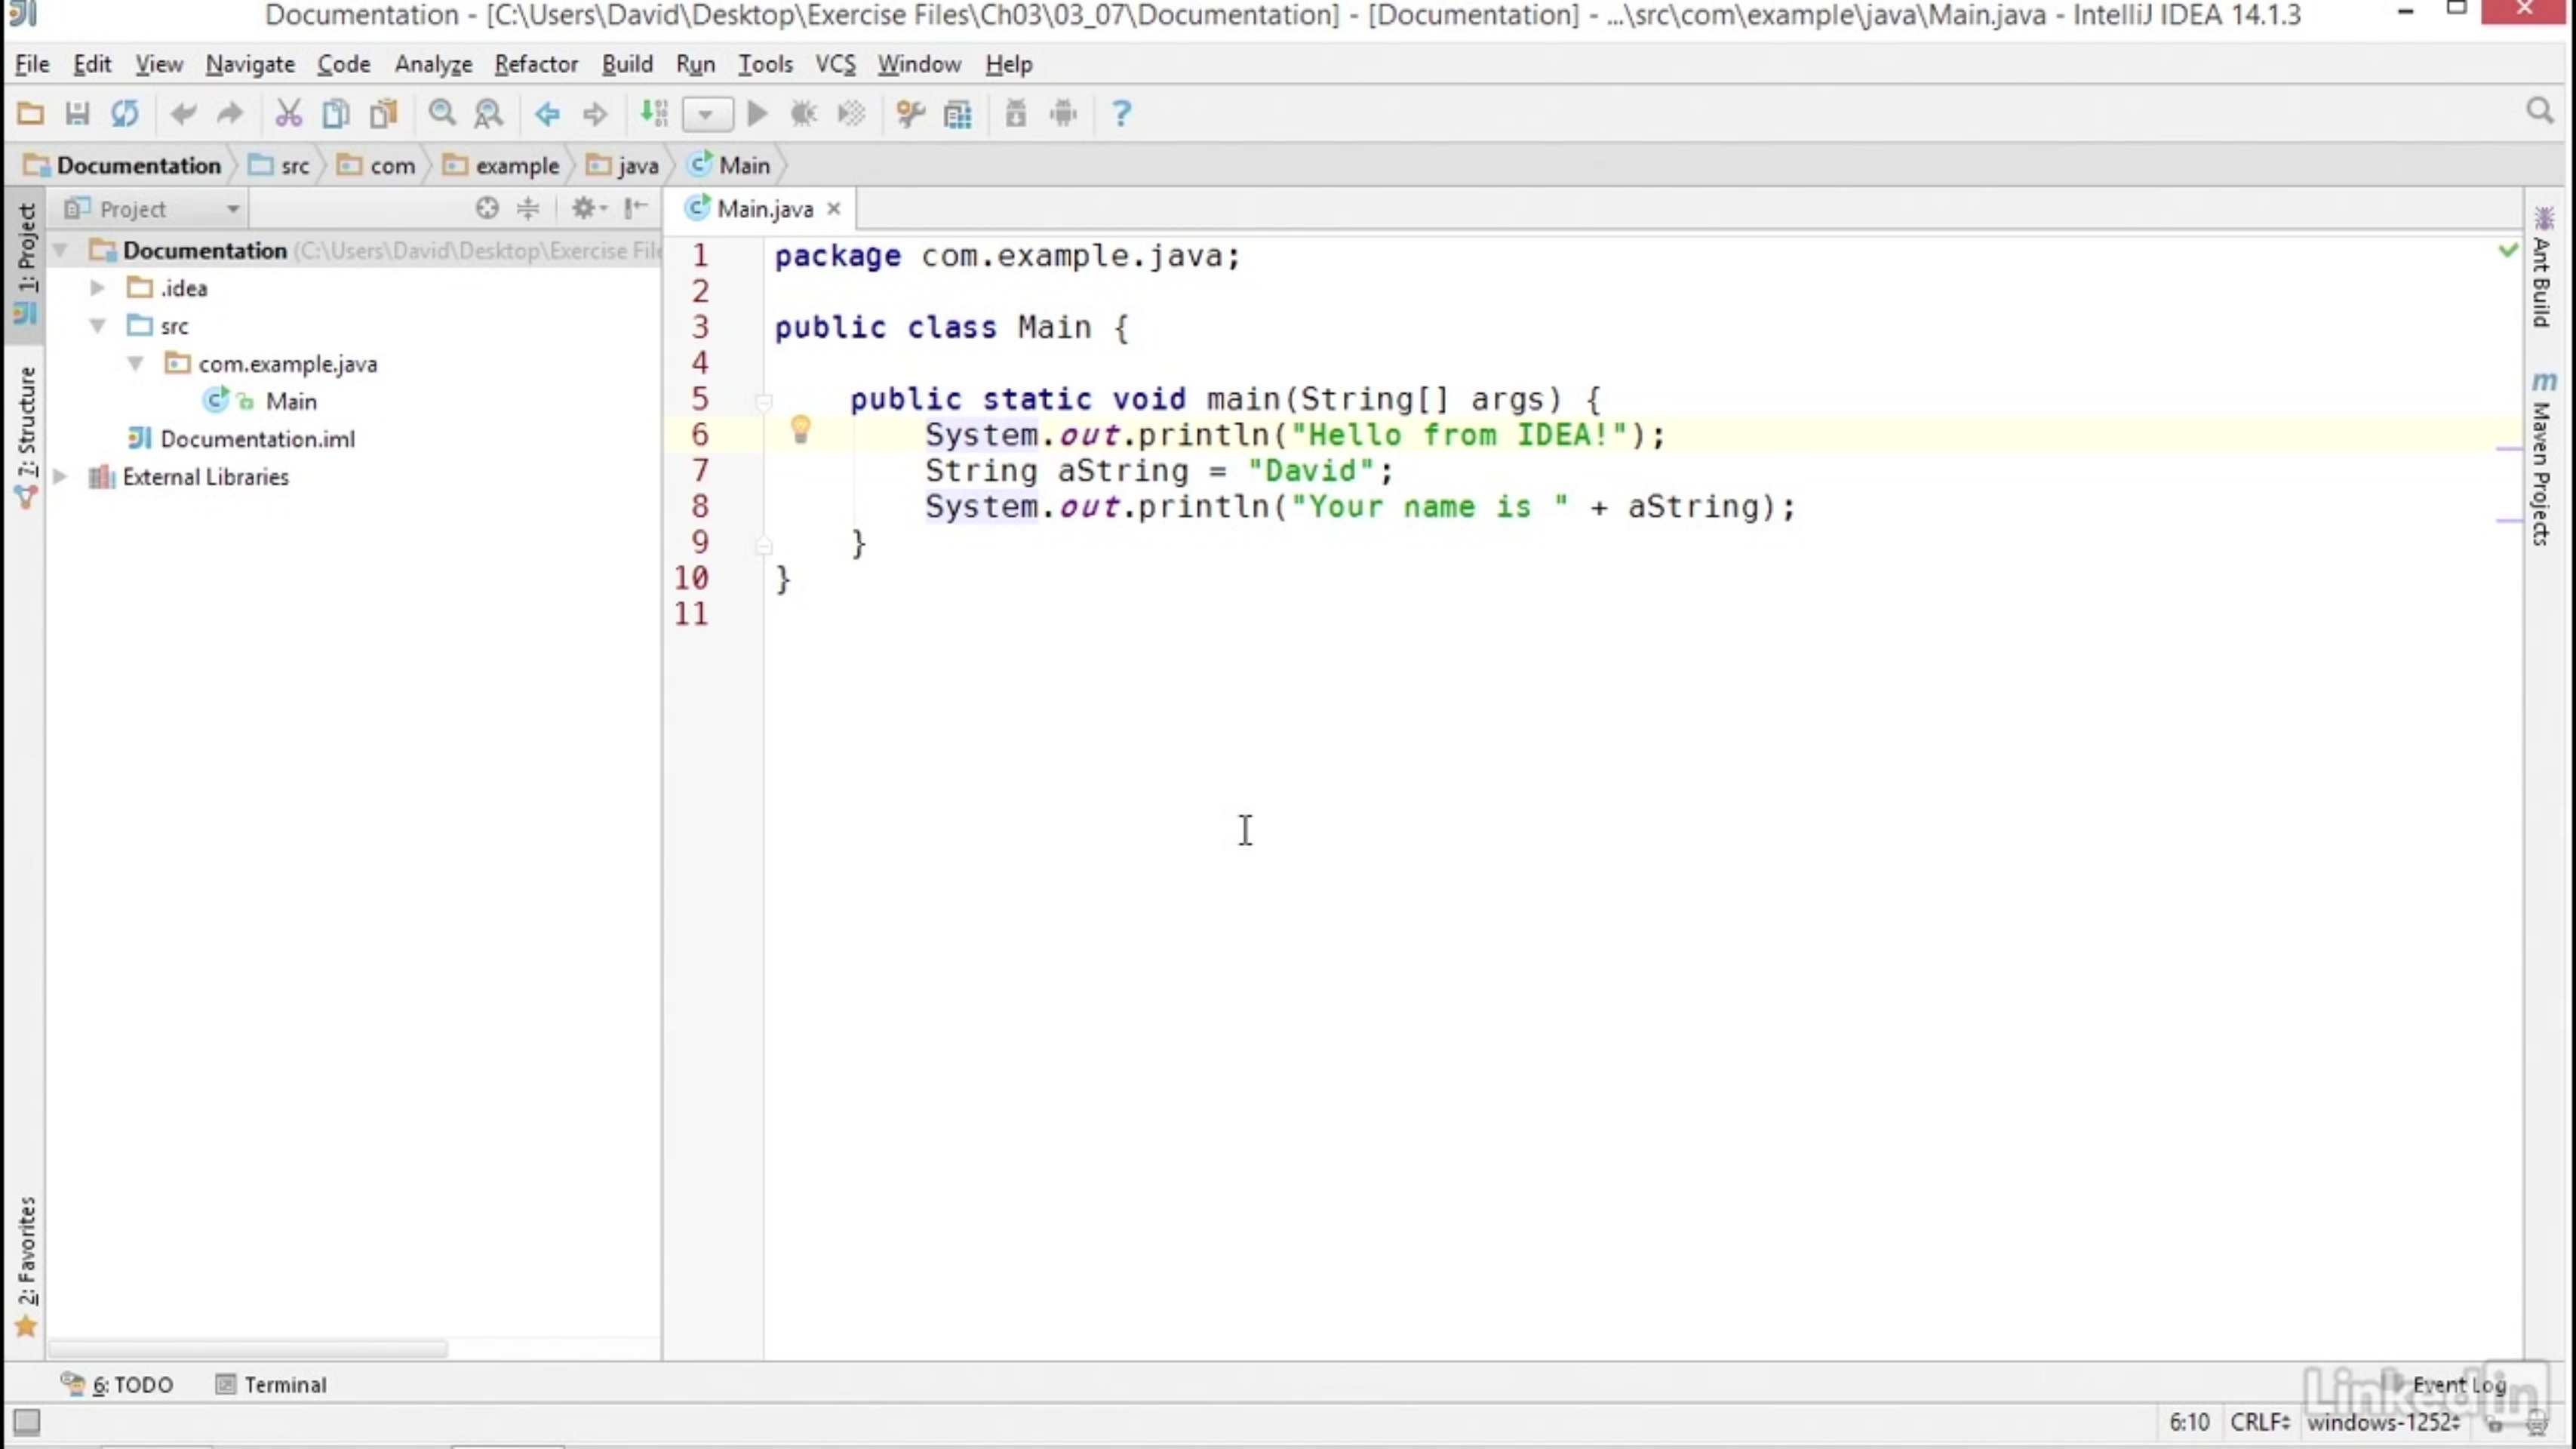 Documentation - [C:\Users\David\Desktop\Exercise Files\Ch03\03_07\Documentation] - [Documentation] - ...\src\com\example\java\Main.java - IntelliJ IDEA 14.1.3
File Edit View Navigate Code Analyze Refactor Build Run Tools VCS Window Help
Documentation src com example java Main
1: Project
7: Structure
2: Favorites
Project
Documentation (C:\Users\David\Desktop\Exercise File
.idea
src
com.example.java
Main
Documentation.iml
External Libraries
Main.java
1 package com.example.java;
2
3 public class Main {
4
5 public static void main(String[] args) {
6 System.out.println("Hello from IDEA!");
7 String aString = "David";
8 System.out.println("Your name is " + aString);
9 }
10 }
11
Ant Build
Maven Projects
6: TODO Terminal Event Log
Linked in
6:10 CRLF windows-1252